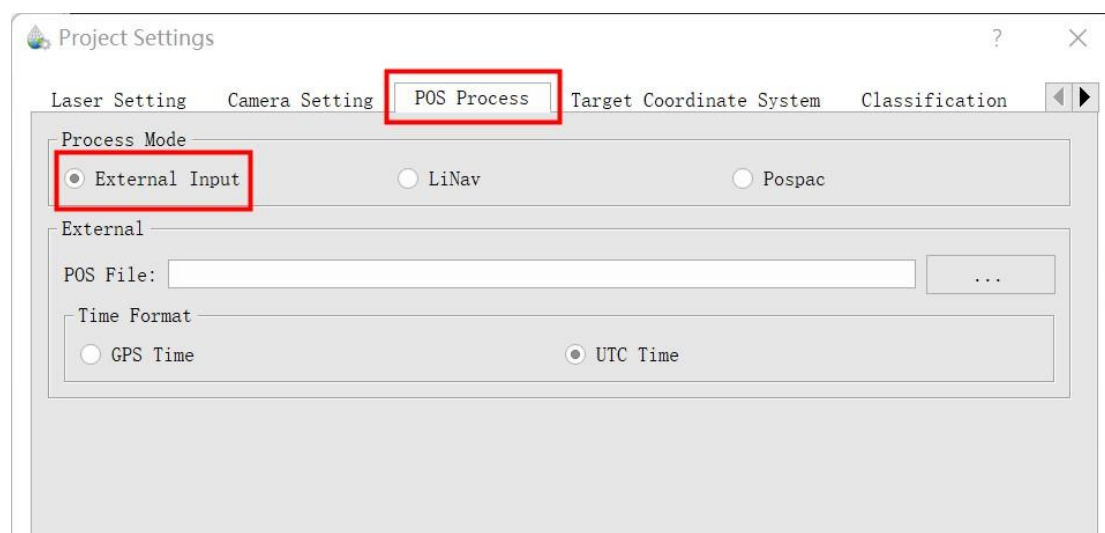 Project Settings ?
Laser Setting Camera Setting POS Process Target Coordinate System Classification
Process Mode
External Input LiNav Pospac
External
POS File: ...
Time Format
GPS Time UTC Time